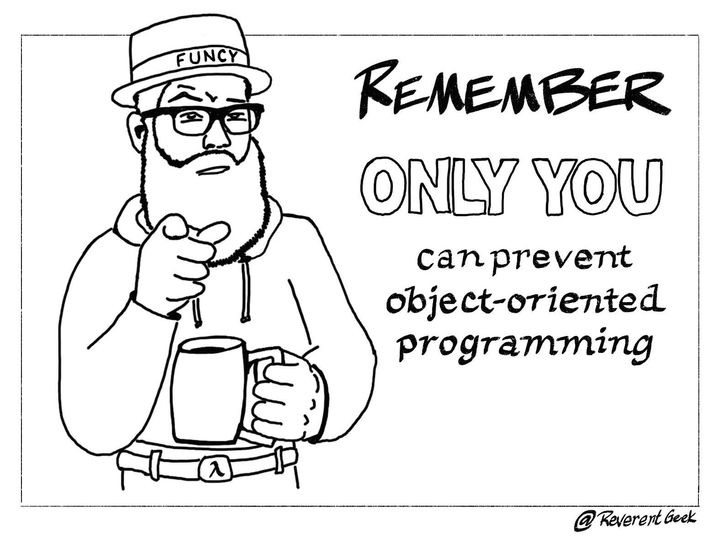 FUNCY
REMEMBER
ONLY YOU
can prevent
object-oriented
programming
λ
@ Reverent Geek